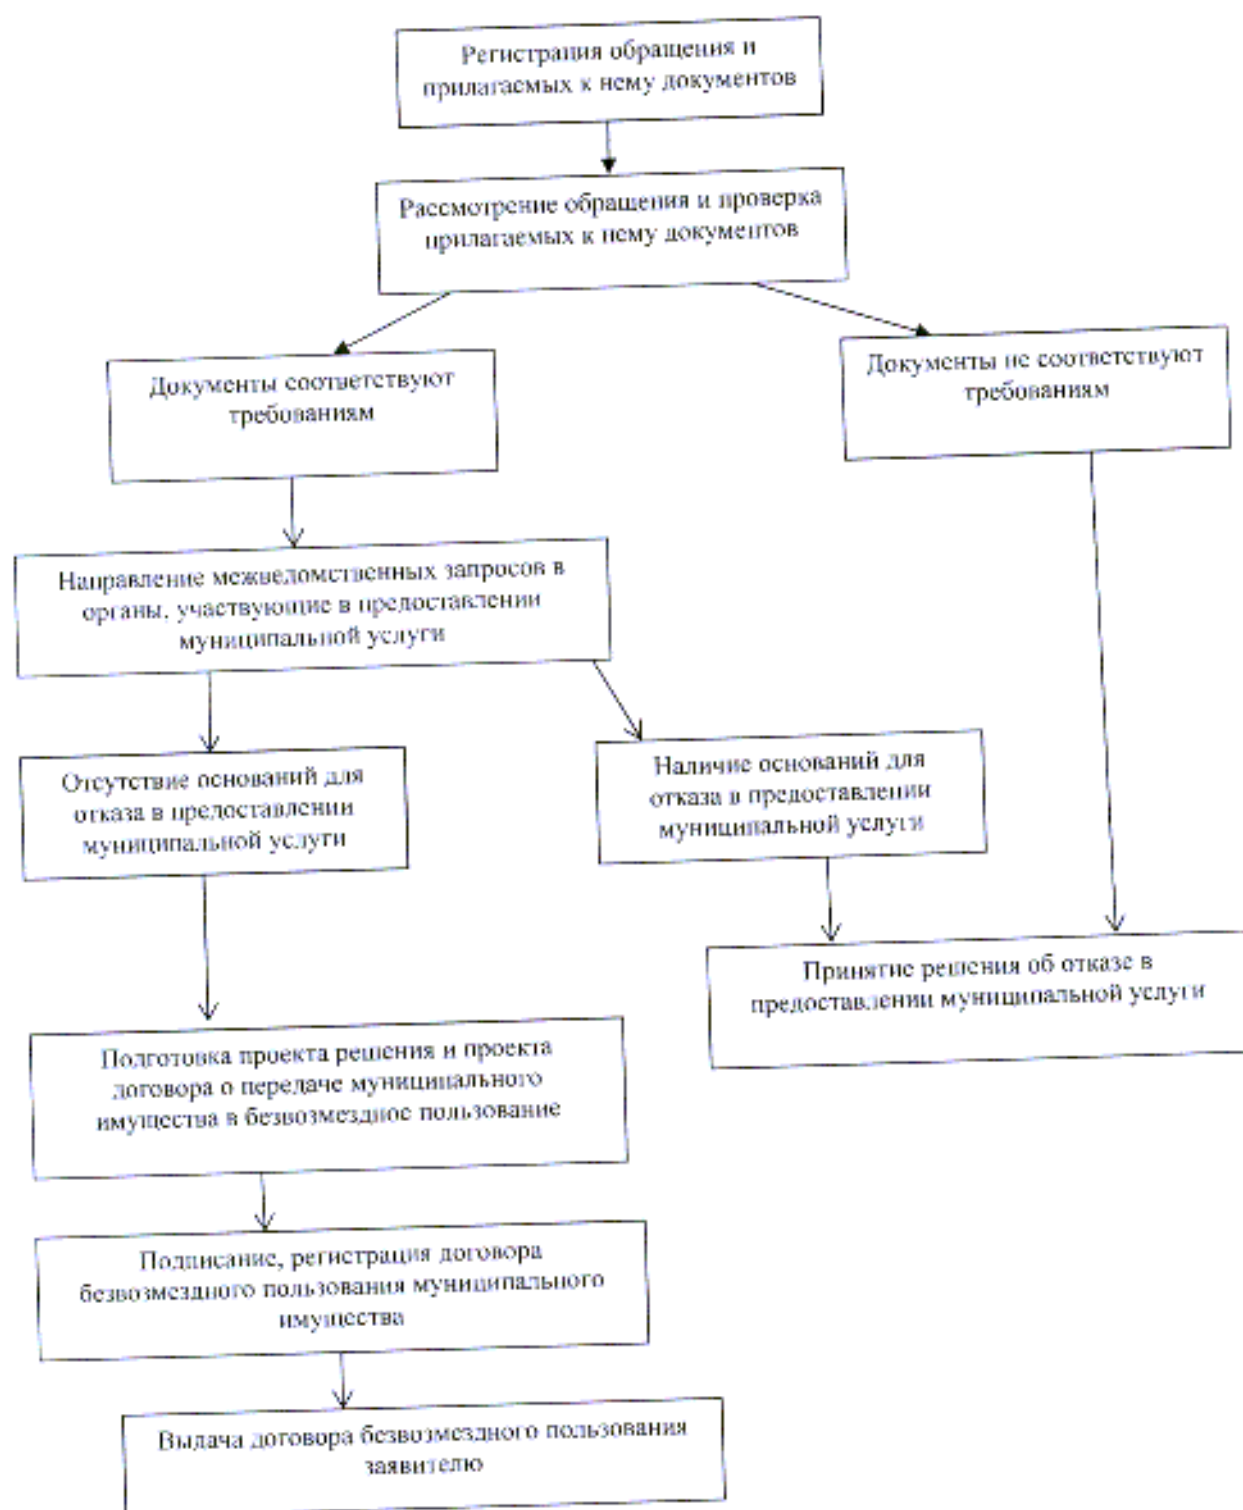 Регистрация обращения и
прилагаемых к нему документов
Рассмотрение обращения и проверка
прилагаемых к нему документов
Документы соответствуют
требованиям
Документы не соответствуют
требованиям
Направление межведомственных запросов в
органы, участвующие в предоставлении
муниципальной услуги
Отсутствие оснований для
отказа в предоставлении
муниципальной услуги
Наличие оснований для
отказа в предоставлении
муниципальной услуги
Принятие решения об отказе в
предоставлении муниципальной услуги
Подготовка проекта решения и проекта
договора о передаче муниципального
имущества в безвозмездное пользование
Подписание, регистрация договора
безвозмездного пользования муниципального
имущества
Выдача договора безвозмездного пользования
заявителю